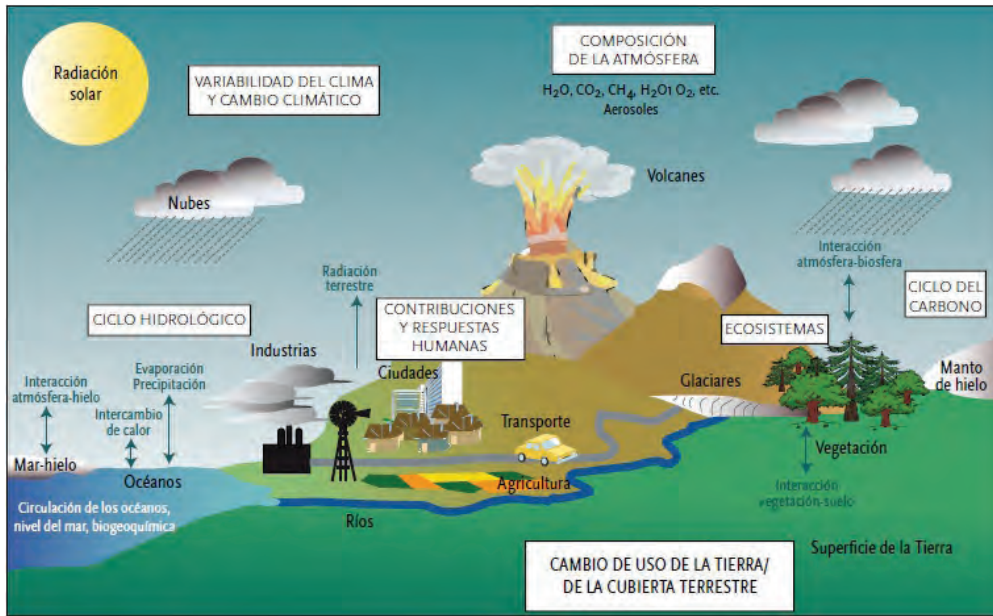 Radiación
solar
VARIABILIDAD DEL CLIMA
Y CAMBIO CLIMÁTICO
COMPOSICIÓN
DE LA ATMÓSFERA
H₂O, CO₂, CH₄, H₂O1 O₂, etc.
Aerosoles
Nubes
Volcanes
Radiación
terrestre
Interacción
atmósfera-biosfera
CICLO DEL
CARBONO
CICLO HIDROLÓGICO
CONTRIBUCIONES
Y RESPUESTAS
HUMANAS
ECOSISTEMAS
Industrias
Ciudades
Glaciares
Manto
de hielo
Interacción
atmósfera-hielo
Evaporación
Precipitación
Intercambio
de calor
Transporte
Vegetación
Mar-hielo
Océanos
Agricultura
Interacción
vegetación-suelo
Circulación de los océanos,
nivel del mar, biogeoquímica
Ríos
Superficie de la Tierra
CAMBIO DE USO DE LA TIERRA/
DE LA CUBIERTA TERRESTRE